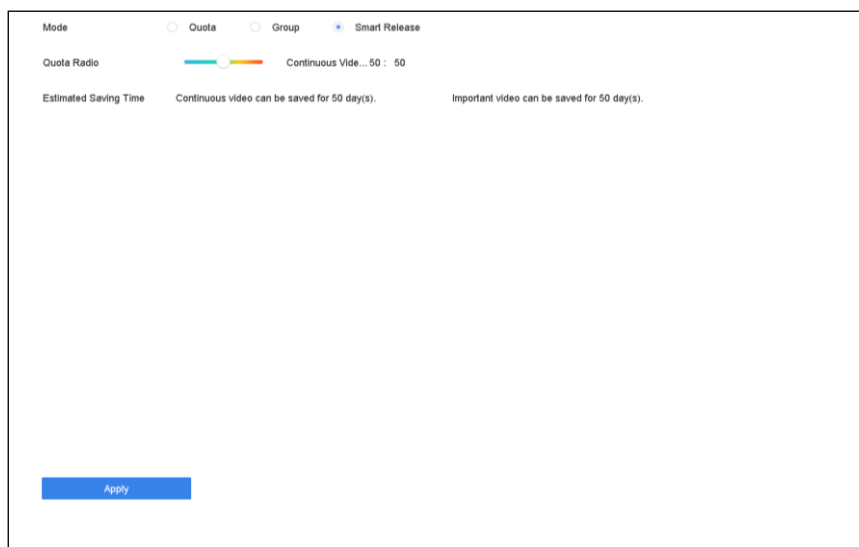 Mode Quota Group Smart Release
Quota Radio Continuous Vide... 50 : 50
Estimated Saving Time Continuous video can be saved for 50 day(s). Important video can be saved for 50 day(s).
Apply